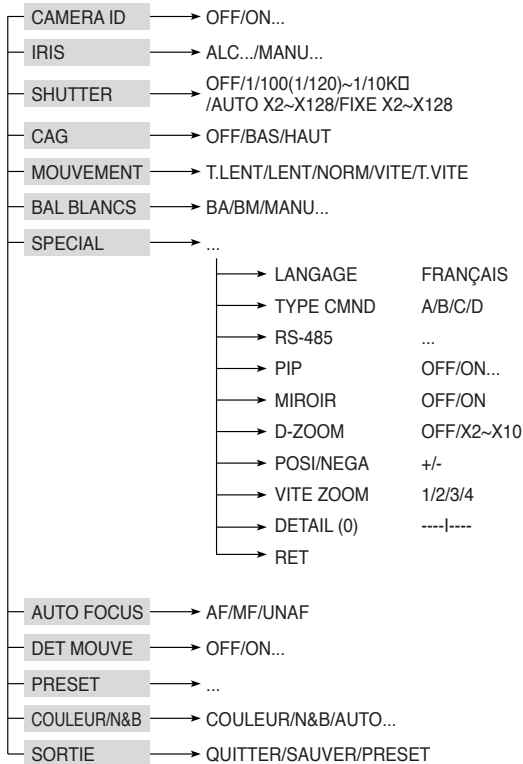 CAMERA ID OFF/ON...
IRIS ALC.../MANU...
SHUTTER OFF/1/100(1/120)~1/10K□
/AUTO X2~X128/FIXE X2~X128
CAG OFF/BAS/HAUT
MOUVEMENT T.LENT/LENT/NORM/VITE/T.VITE
BAL BLANCS BA/BM/MANU...
SPECIAL ...
LANGAGE FRANÇAIS
TYPE CMND A/B/C/D
RS-485 ...
PIP OFF/ON...
MIROIR OFF/ON
D-ZOOM OFF/X2~X10
POSI/NEGA +/-
VITE ZOOM 1/2/3/4
DETAIL (0) ----I----
RET
AUTO FOCUS AF/MF/UNAF
DET MOUVE OFF/ON...
PRESET ...
COULEUR/N&B COULEUR/N&B/AUTO...
SORTIE QUITTER/SAUVER/PRESET